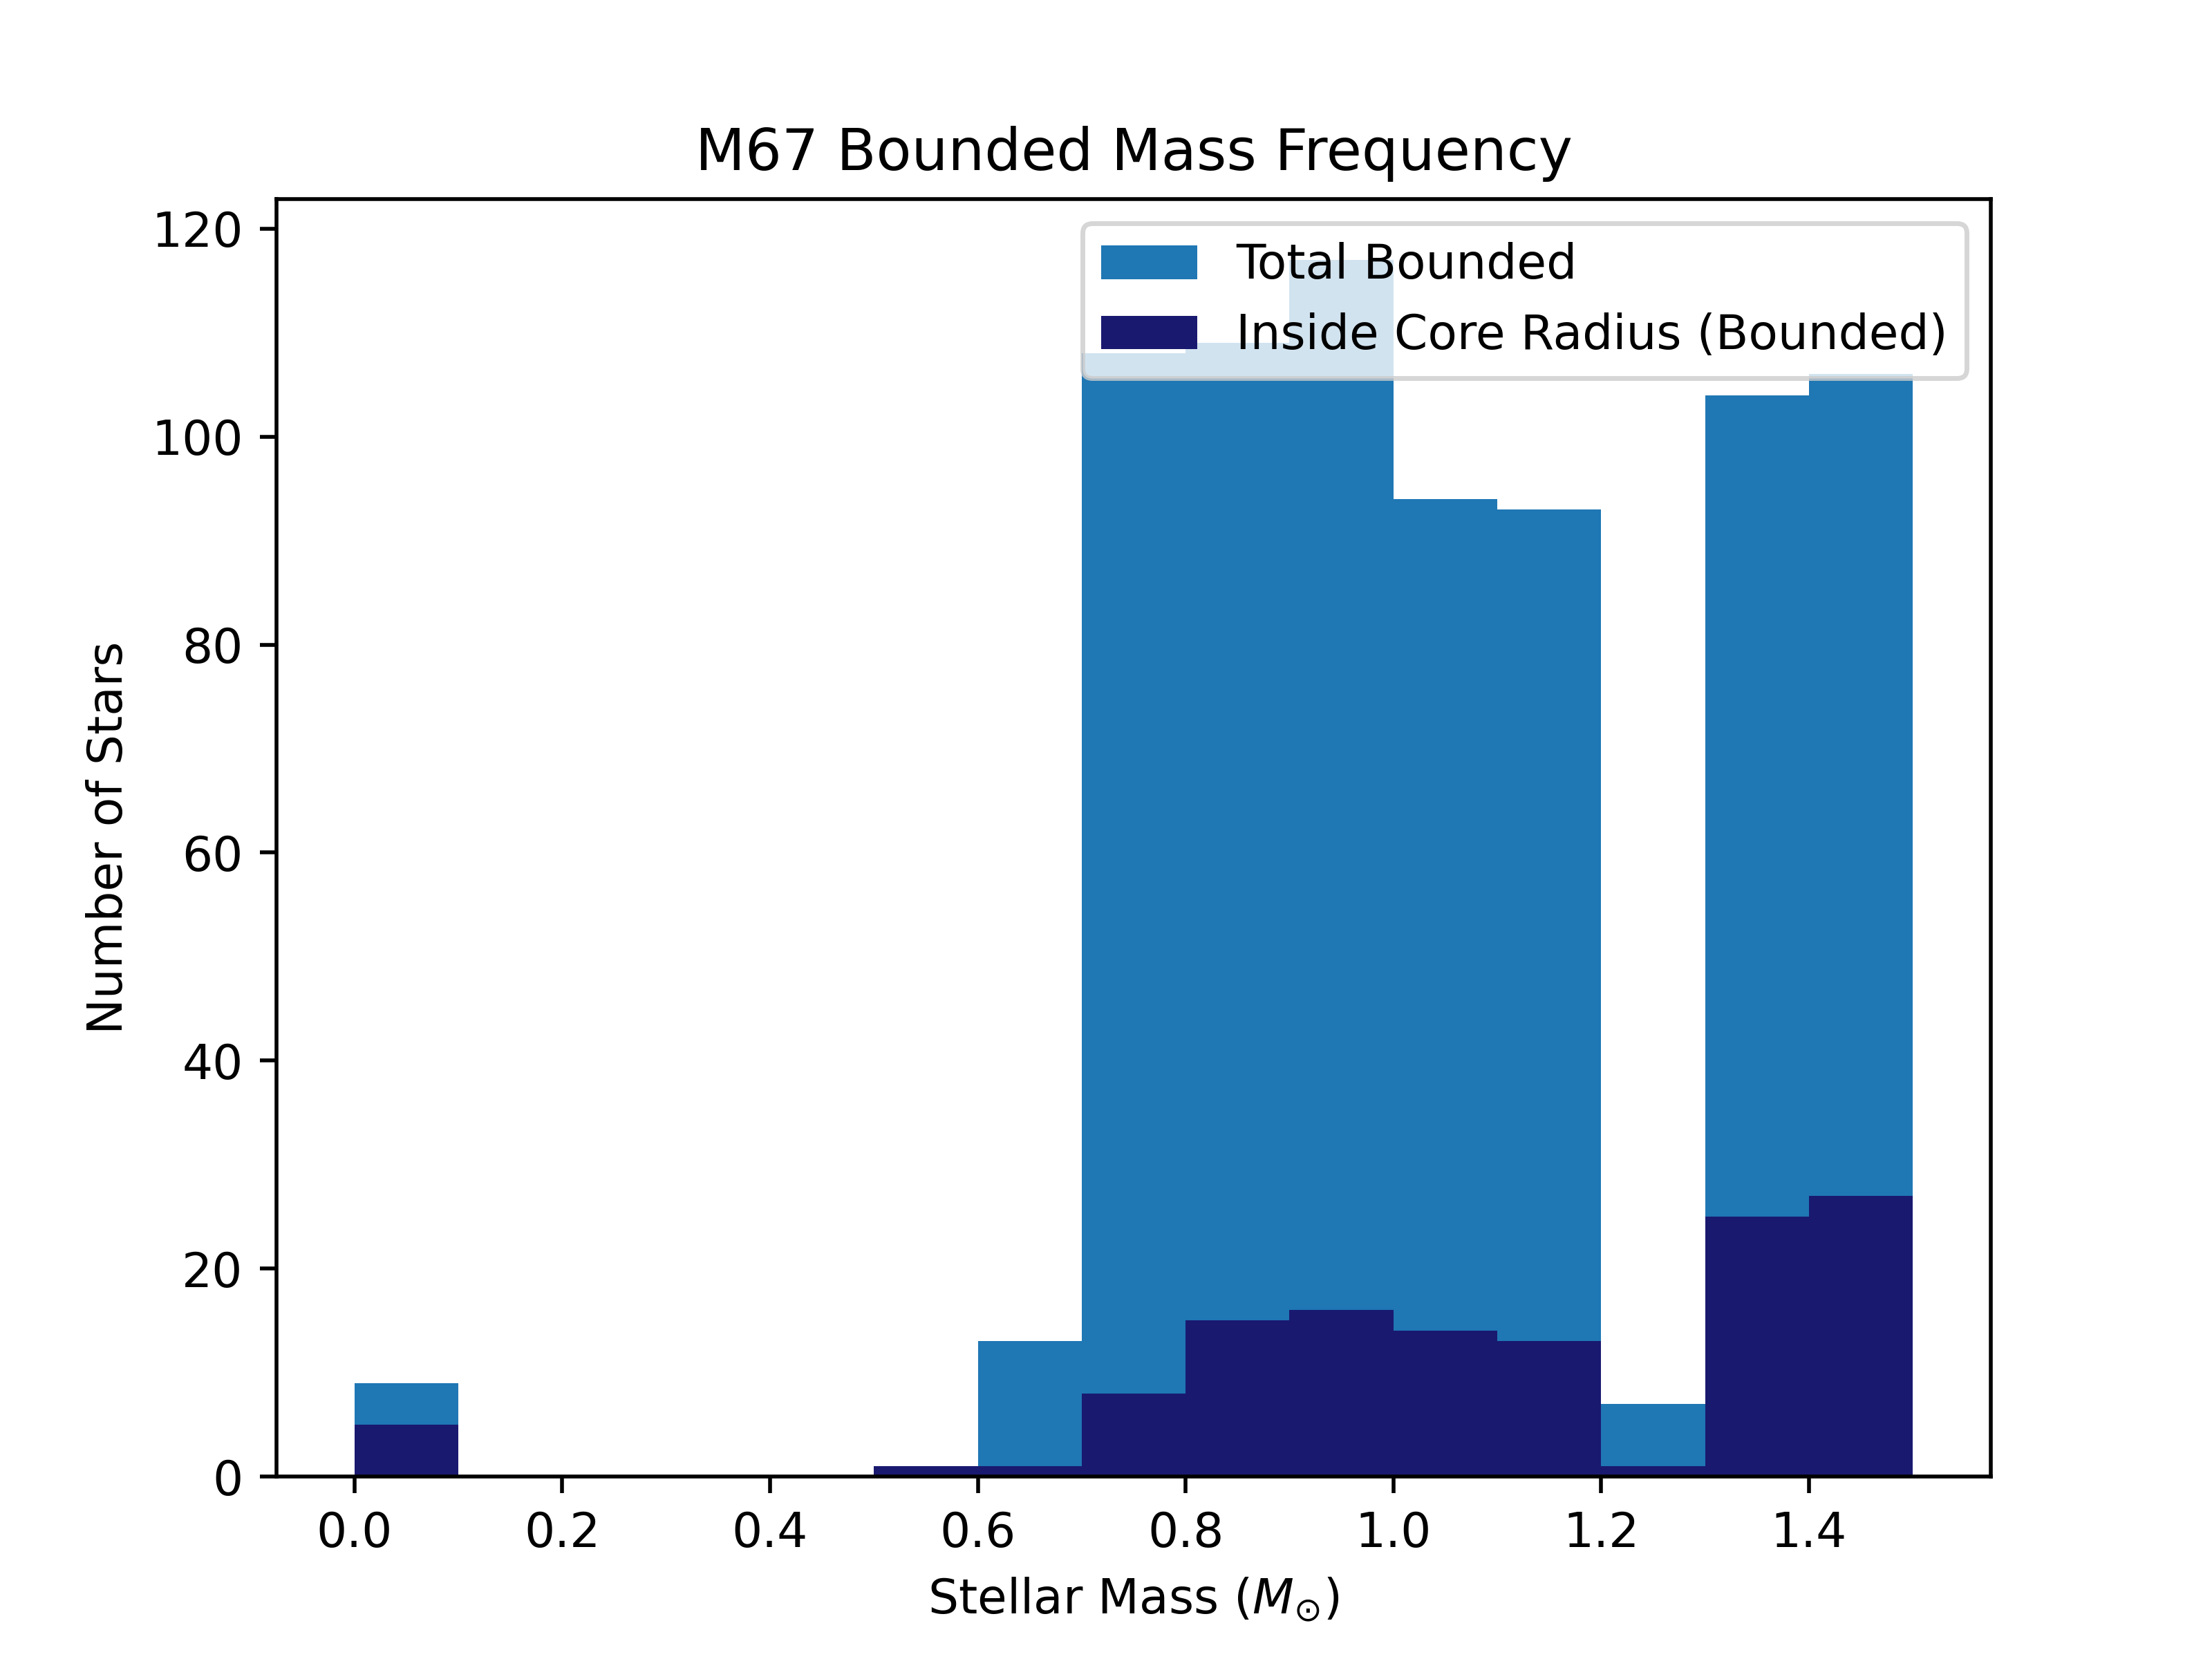 M67 Bounded Mass Frequency
Total Bounded
Inside Core Radius (Bounded)
120
100
80
60
40
20
0
Number of Stars
0.0 0.2 0.4 0.6 0.8 1.0 1.2 1.4
Stellar Mass (M⊙)